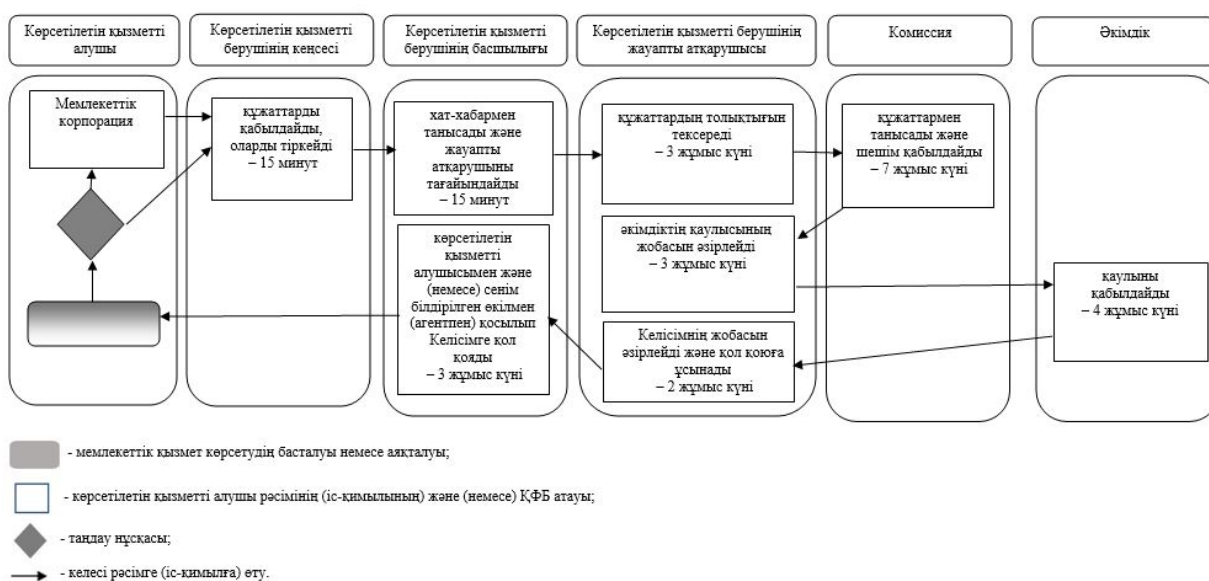 Көрсетілетін қызметті
алушы
Көрсетілетін қызметті
берушінің кеңсесі
Көрсетілетін қызметті
берушінің басшылығы
Көрсетілетін қызметті берушінің
жауапты атқарушысы
Комиссия
Әкімдік
Мемлекеттік
корпорация
құжаттарды
қабылдайды,
оларды тіркейді
– 15 минут
хат-хабармен
танысады және
жауапты
атқарушыны
тағайындайды
– 15 минут
құжаттардың толықтығын
тексереді
– 3 жұмыс күні
құжаттармен
танысады және
шешім қабылдайды
– 7 жұмыс күні
әкімдіктің қаулысының
жобасын әзірлейді
– 3 жұмыс күні
қаулыны
қабылдайды
– 4 жұмыс күні
Келісімнің жобасын
әзірлейді және қол қоюға
ұсынады
– 2 жұмыс күні
көрсетілетін
қызметті
алушысымен және
(немесе) сенім
білдірілген өкілмен
(агентпен) қосылып
Келісімге қол
қояды
– 3 жұмыс күні
- мемлекеттік қызмет көрсетудің басталуы немесе аяқталуы;
- көрсетілетін қызметті алушы рәсімінің (іс-қимылының) және (немесе) ҚФБ атауы;
- таңдау нұсқасы;
- келесі рәсімге (іс-қимылға) өту.